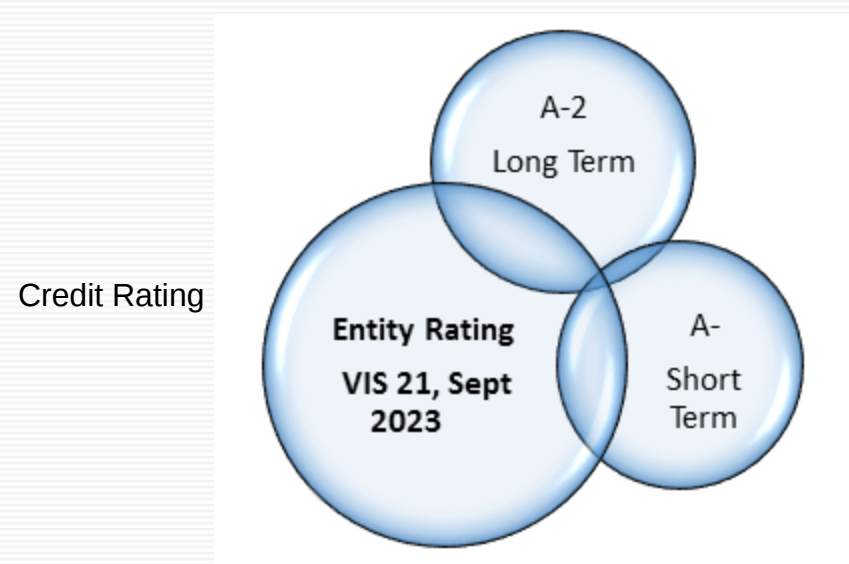 Credit Rating
A-2
Long Term
Entity Rating
VIS 21, Sept
2023
A-
Short
Term